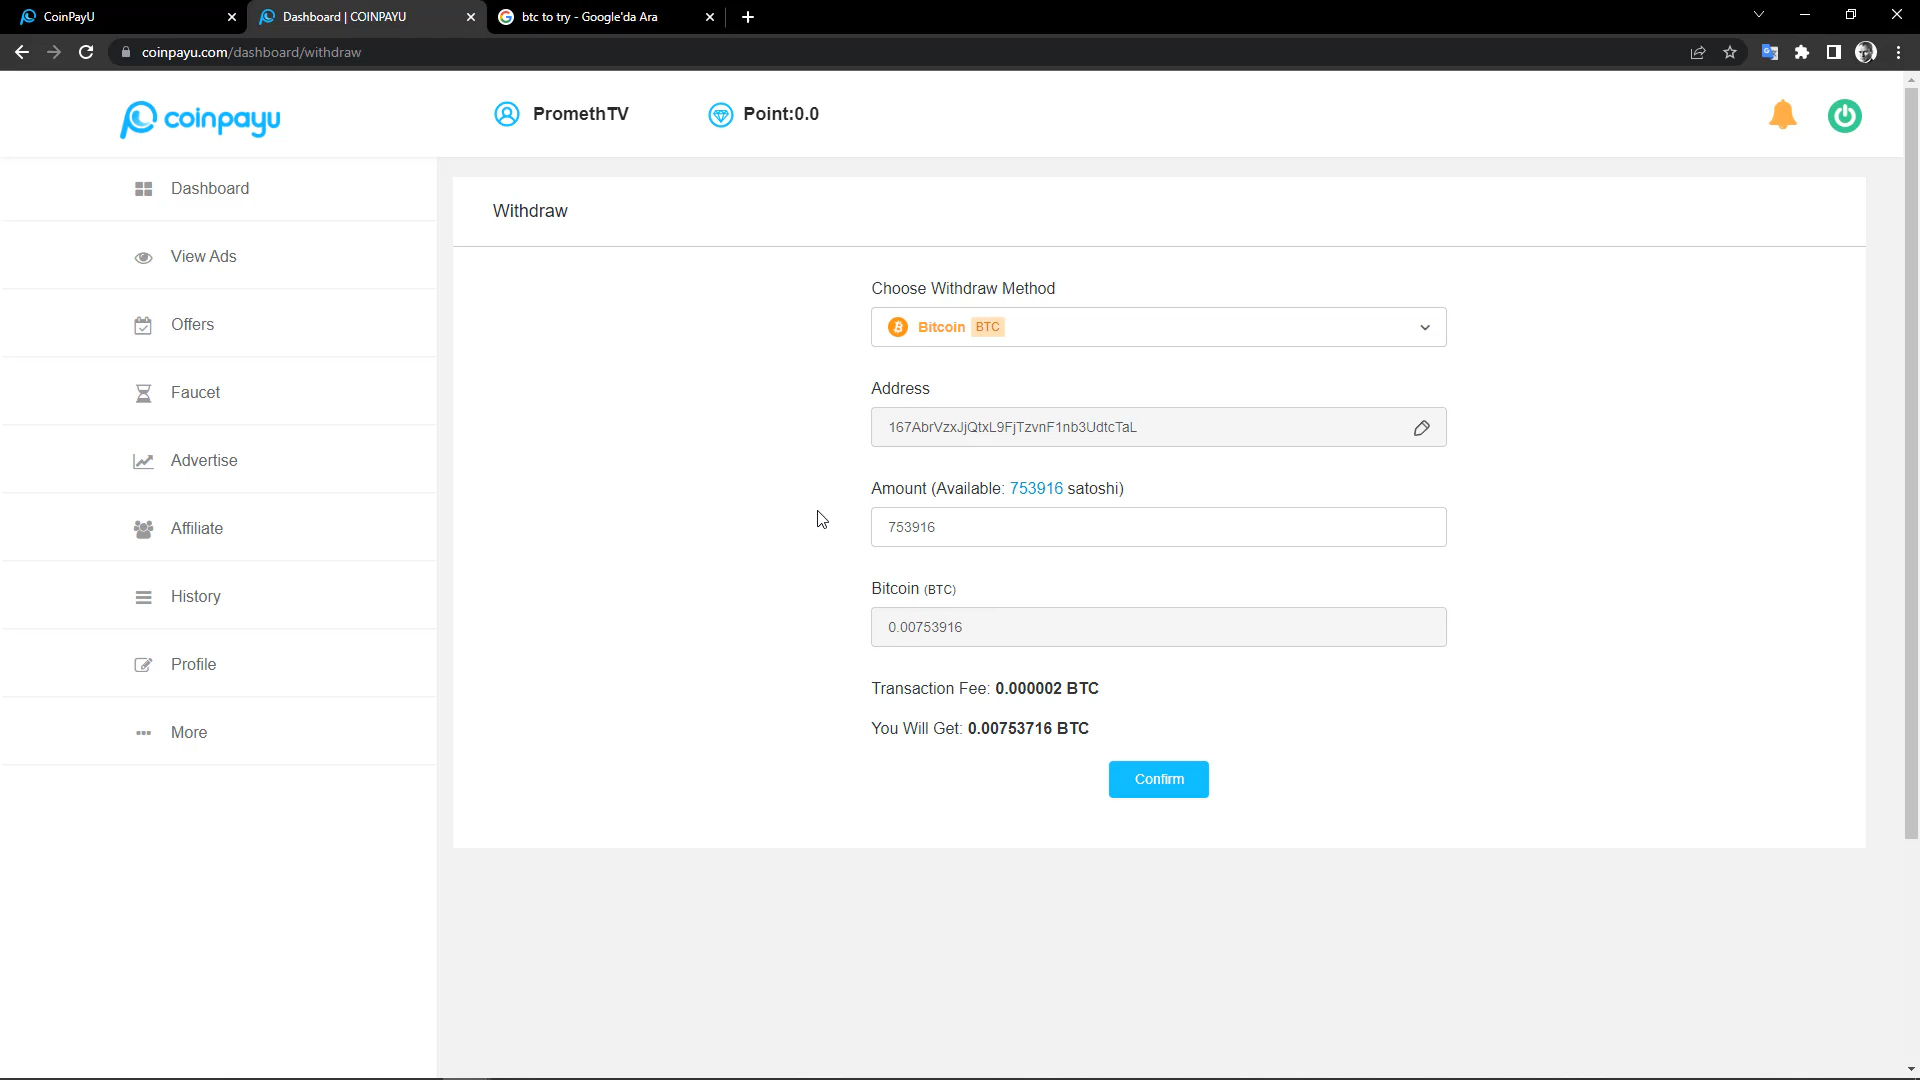 CoinPayU
Dashboard | COINPAYU
btc to try - Google'da Ara
coinpayu.com/dashboard/withdraw
coinpayu
PromethTV
Point:0.0
Dashboard
View Ads
Offers
Faucet
Advertise
Affiliate
History
Profile
More
Withdraw
Choose Withdraw Method
Bitcoin BTC
Address
167AbrVzxJjQtxL9FjTzvnF1nb3UdtcTaL
Amount (Available: 753916 satoshi)
753916
Bitcoin (BTC)
0.00753916
Transaction Fee: 0.000002 BTC
You Will Get: 0.00753716 BTC
Confirm